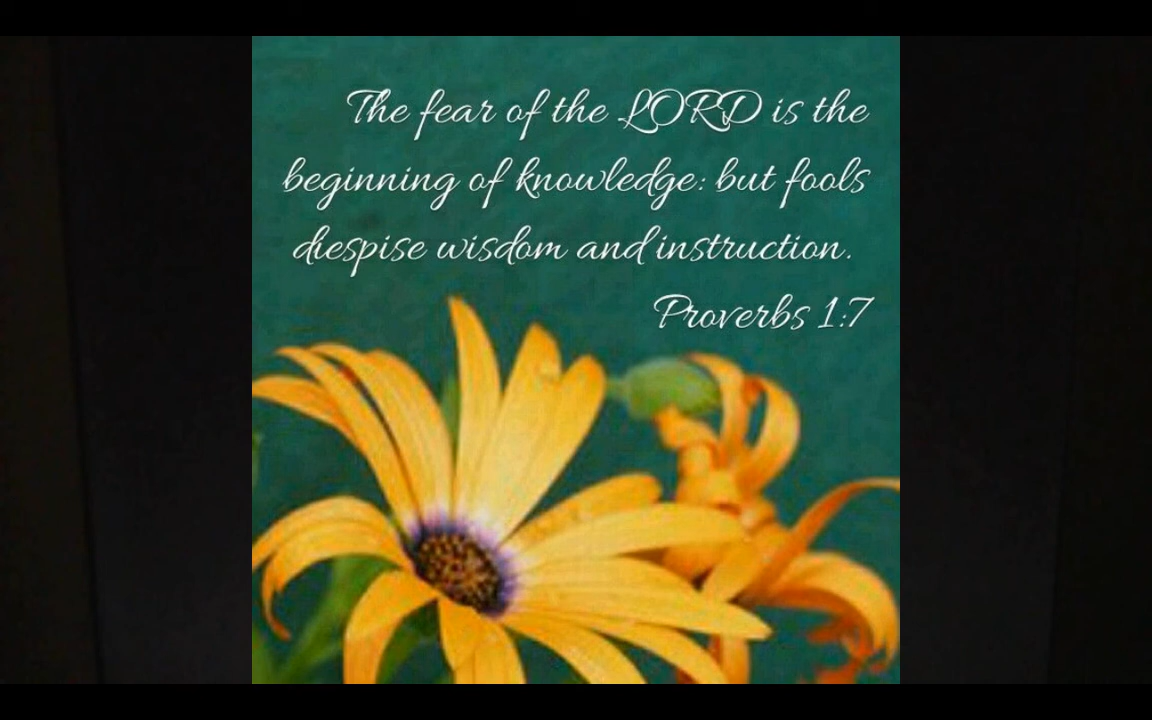 The fear of the LORD is the
beginning of knowledge: but fools
diespise wisdom and instruction.
Proverbs 1:7